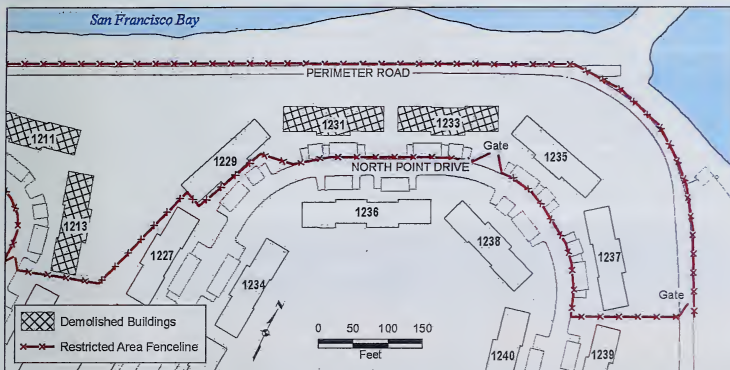 San Francisco Bay
PERIMETER ROAD
1231
1233
1211
Gate
1229
1235
NORTH POINT DRIVE
1213
1236
1227
1238
1237
1234
Gate
Demolished Buildings
Restricted Area Fenceline
N
0 50 100 150
Feet
1240
1239